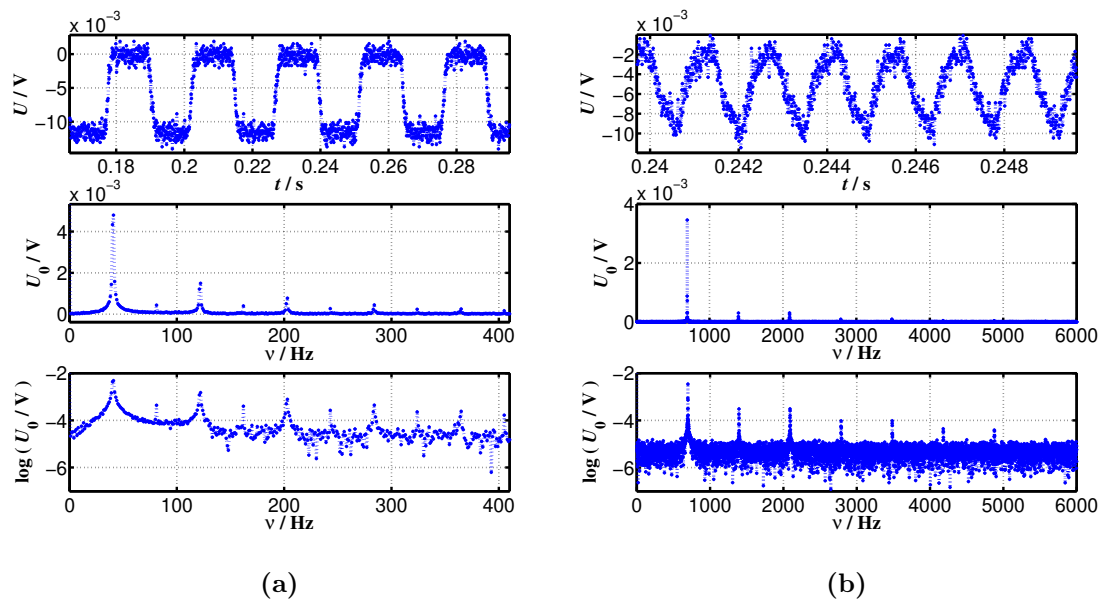 x 10⁻³
0
−5
−10
U / V
0.18 0.2 0.22 0.24 0.26 0.28
t / s
x 10⁻³
4
2
0
U₀ / V
0 100 200 300 400
ν / Hz
−2
−4
−6
log ( U₀ / V )
0 100 200 300 400
ν / Hz
(a)
x 10⁻³
−2
−4
−6
−8
−10
U / V
0.24 0.242 0.244 0.246 0.248
t / s
x 10⁻³
4
2
0
U₀ / V
1000 2000 3000 4000 5000 6000
ν / Hz
−2
−4
−6
log ( U₀ / V )
0 1000 2000 3000 4000 5000 6000
ν / Hz
(b)